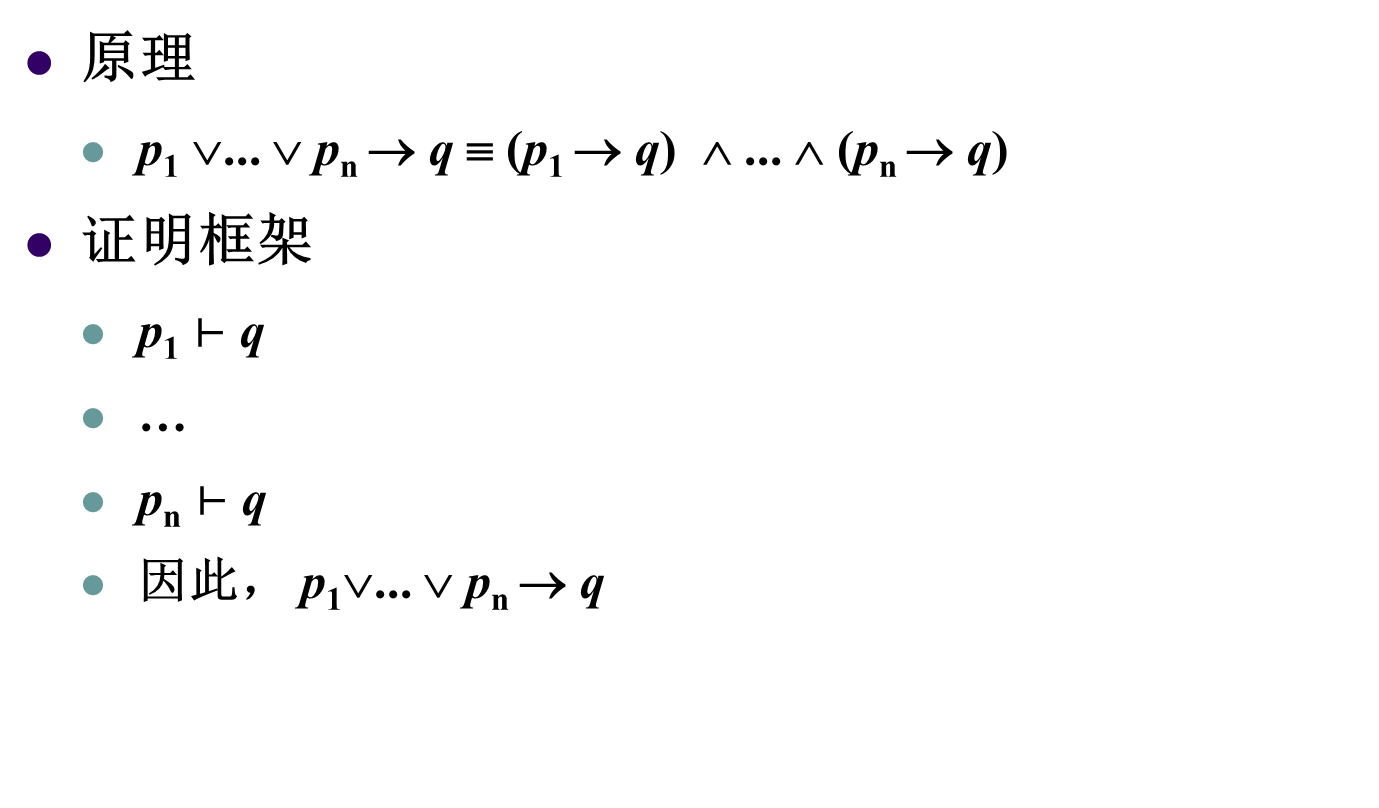 原理
p1 ∨... ∨ pn → q ≡ (p1 → q) ∧ ... ∧ (pn → q)
证明框架
p1 ⊢ q
…
pn ⊢ q
因此， p1∨... ∨ pn → q